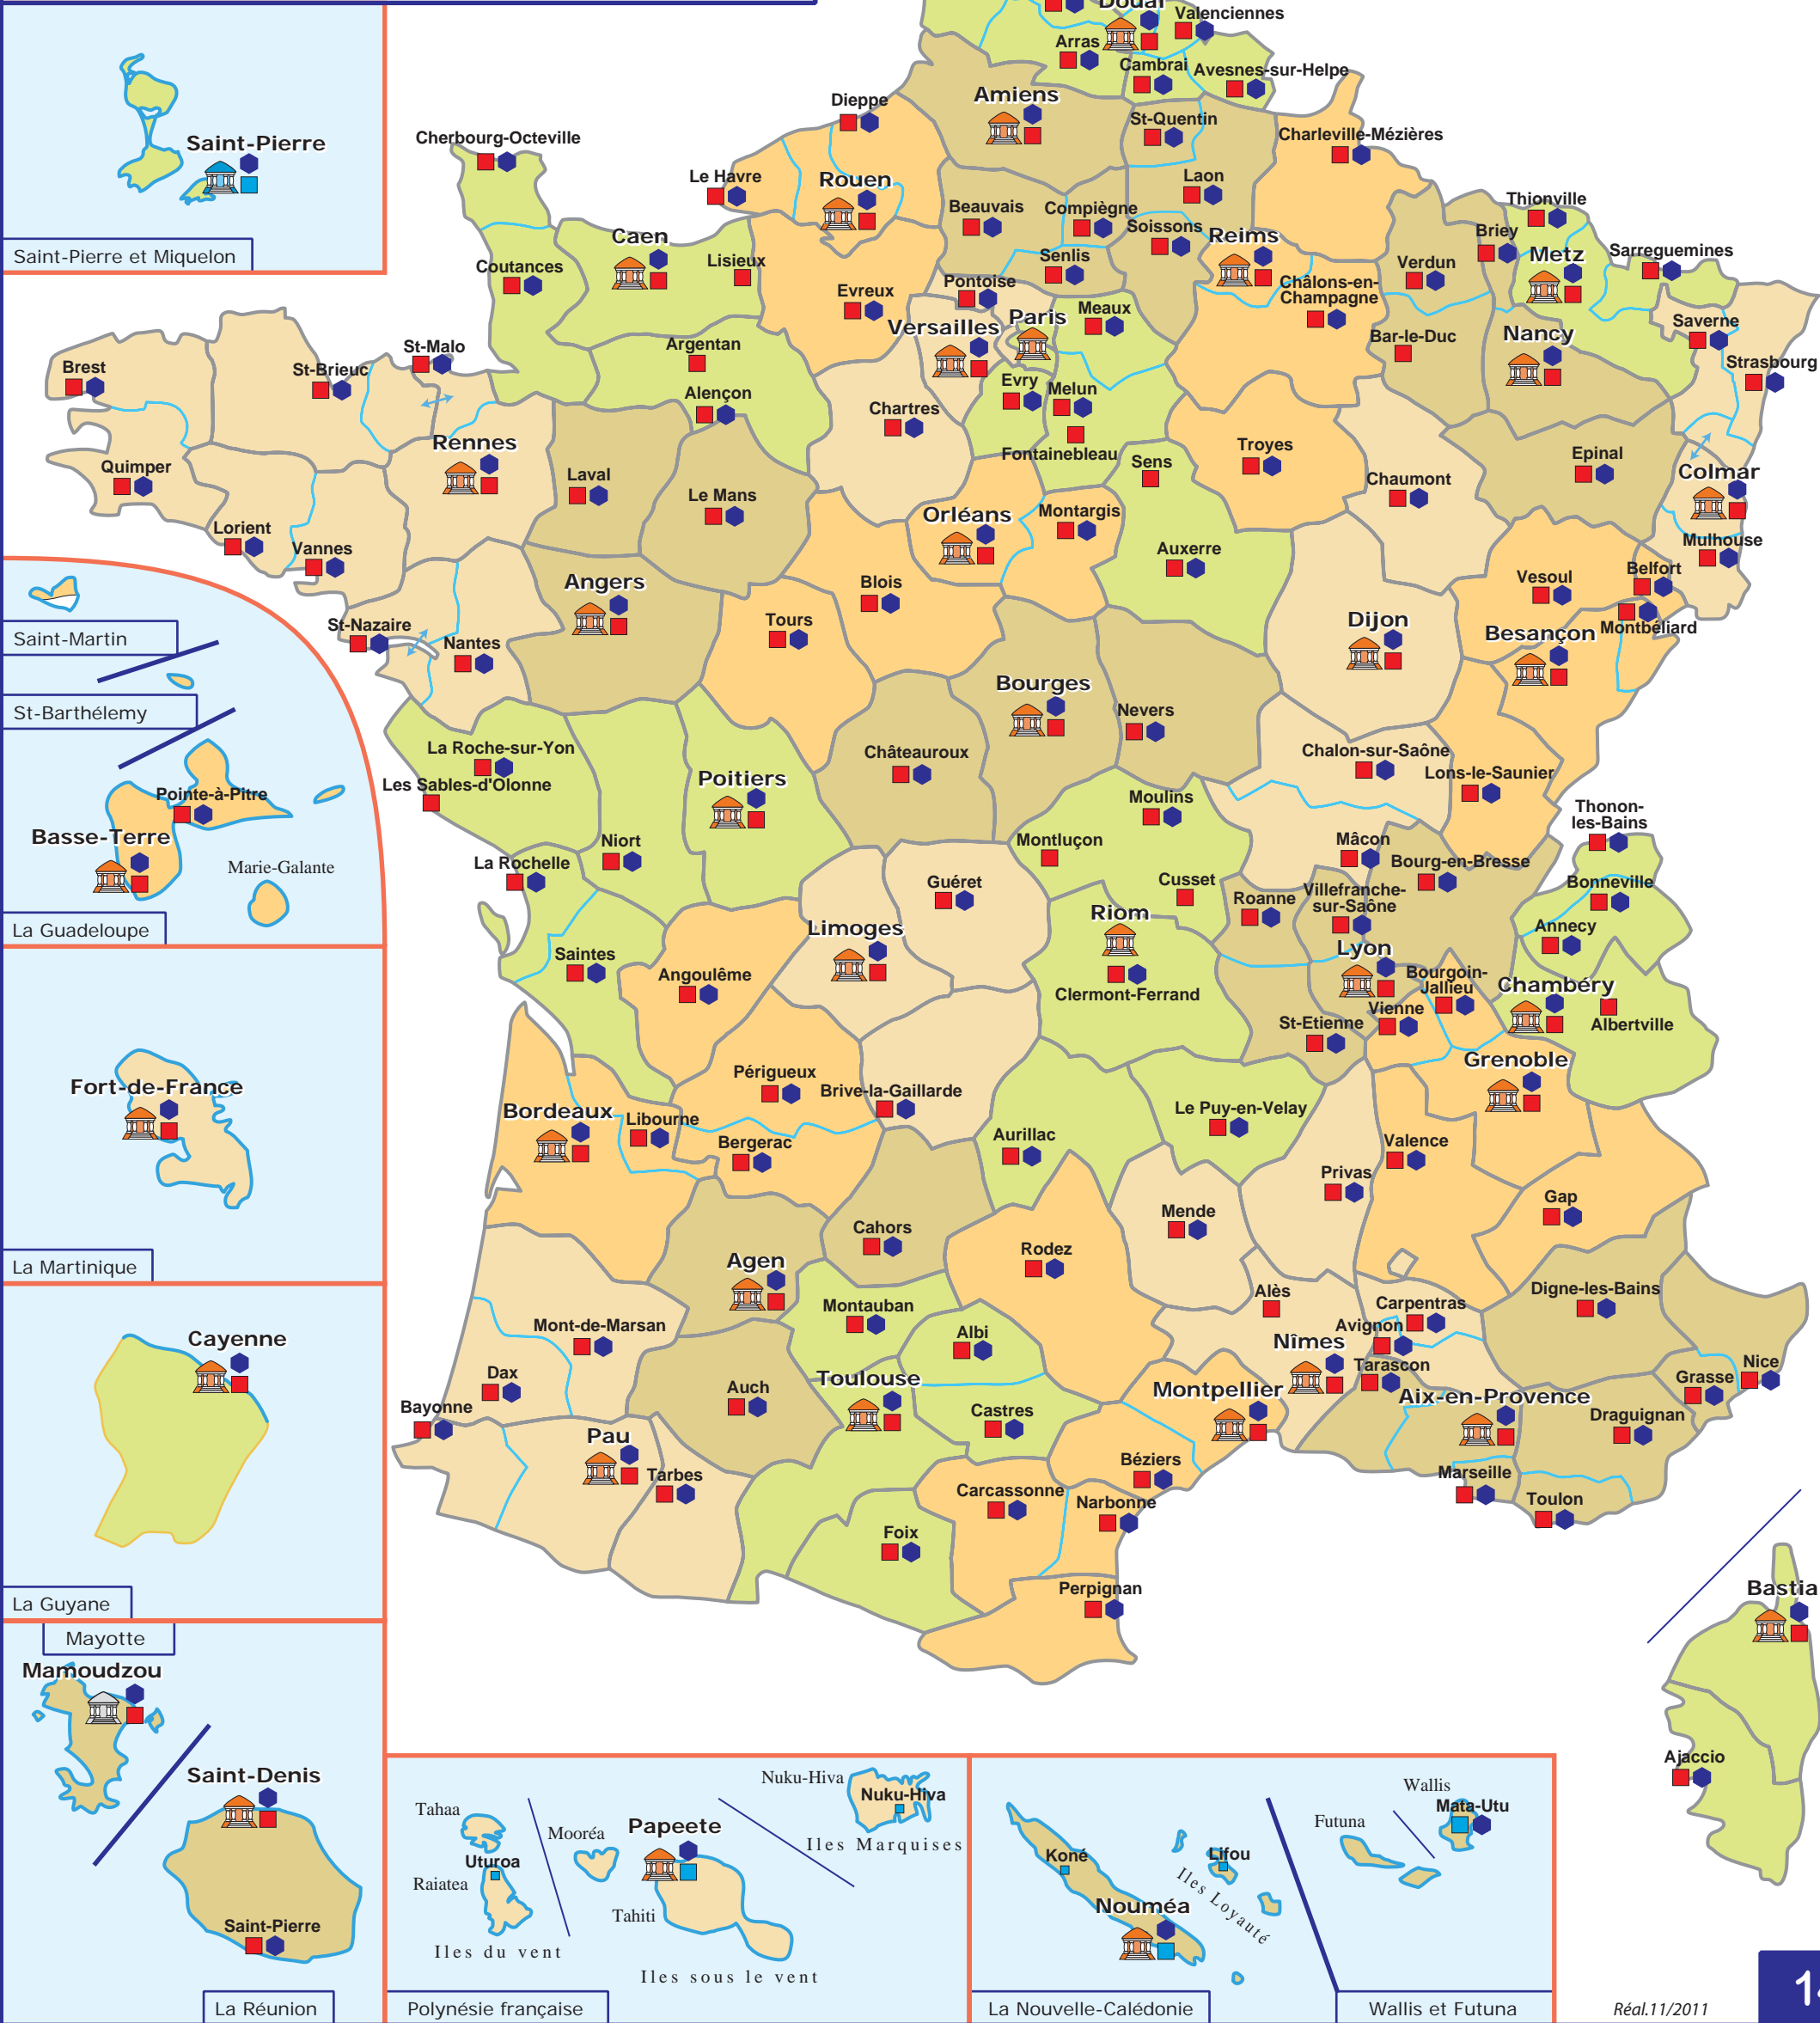 Douai
Valenciennes
Arras
Cambrai
Avesnes-sur-Helpe
Amiens
Dieppe
St-Quentin
Charleville-Mézières
Cherbourg-Octeville
Saint-Pierre
Le Havre
Rouen
Laon
Beauvais
Compiègne
Thionville
Soissons
Reims
Briey
Caen
Metz
Sarreguemines
Saint-Pierre et Miquelon
Lisieux
Senlis
Verdun
Coutances
Pontoise
Châlons-en-
Champagne
Evreux
Meaux
Paris
Versailles
Saverne
Nancy
Bar-le-Duc
St-Malo
Argentan
Brest
St-Brieuc
Strasbourg
Evry
Melun
Alençon
Chartres
Rennes
Troyes
Fontainebleau
Epinal
Sens
Quimper
Laval
Chaumont
Colmar
Le Mans
Orléans
Montargis
Lorient
Vannes
Auxerre
Mulhouse
Belfort
Angers
Blois
Vesoul
Tours
Dijon
St-Nazaire
Montbéliard
Besançon
Saint-Martin
Nantes
Bourges
Nevers
St-Barthélemy
La Roche-sur-Yon
Châteauroux
Chalon-sur-Saône
Lons-le-Saunier
Les Sables-d'Olonne
Poitiers
Pointe-à-Pitre
Moulins
Thonon-
les-Bains
Basse-Terre
Niort
Montluçon
Mâcon
Marie-Galante
La Rochelle
Bourg-en-Bresse
Guéret
Cusset
Bonneville
Roanne
Villefranche-
sur-Saône
Riom
La Guadeloupe
Limoges
Annecy
Saintes
Lyon
Angoulême
Bourgoin-
Jallieu
Chambéry
Clermont-Ferrand
Vienne
St-Etienne
Albertville
Grenoble
Périgueux
Fort-de-France
Brive-la-Gaillarde
Bordeaux
Libourne
Le Puy-en-Velay
Aurillac
Bergerac
Valence
Privas
Gap
Mende
Cahors
Rodez
Agen
La Martinique
Digne-les-Bains
Alès
Montauban
Carpentras
Mont-de-Marsan
Avignon
Albi
Cayenne
Nîmes
Nice
Tarascon
Dax
Toulouse
Grasse
Auch
Montpellier
Aix-en-Provence
Bayonne
Castres
Draguignan
Pau
Béziers
Marseille
Tarbes
Carcassonne
Narbonne
Toulon
Foix
Perpignan
Bastia
La Guyane
Mayotte
Mamoudzou
Ajaccio
Saint-Denis
Nuku-Hiva
Nuku-Hiva
Wallis
Mata-Utu
Tahaa
Mooréa
Papeete
Iles Marquises
Futuna
Uturoa
Koné
Lifou
Raiatea
Iles Loyauté
Nouméa
Tahiti
Saint-Pierre
Iles du vent
Iles sous le vent
La Réunion
Polynésie française
La Nouvelle-Calédonie
Wallis et Futuna
Réal.11/2011